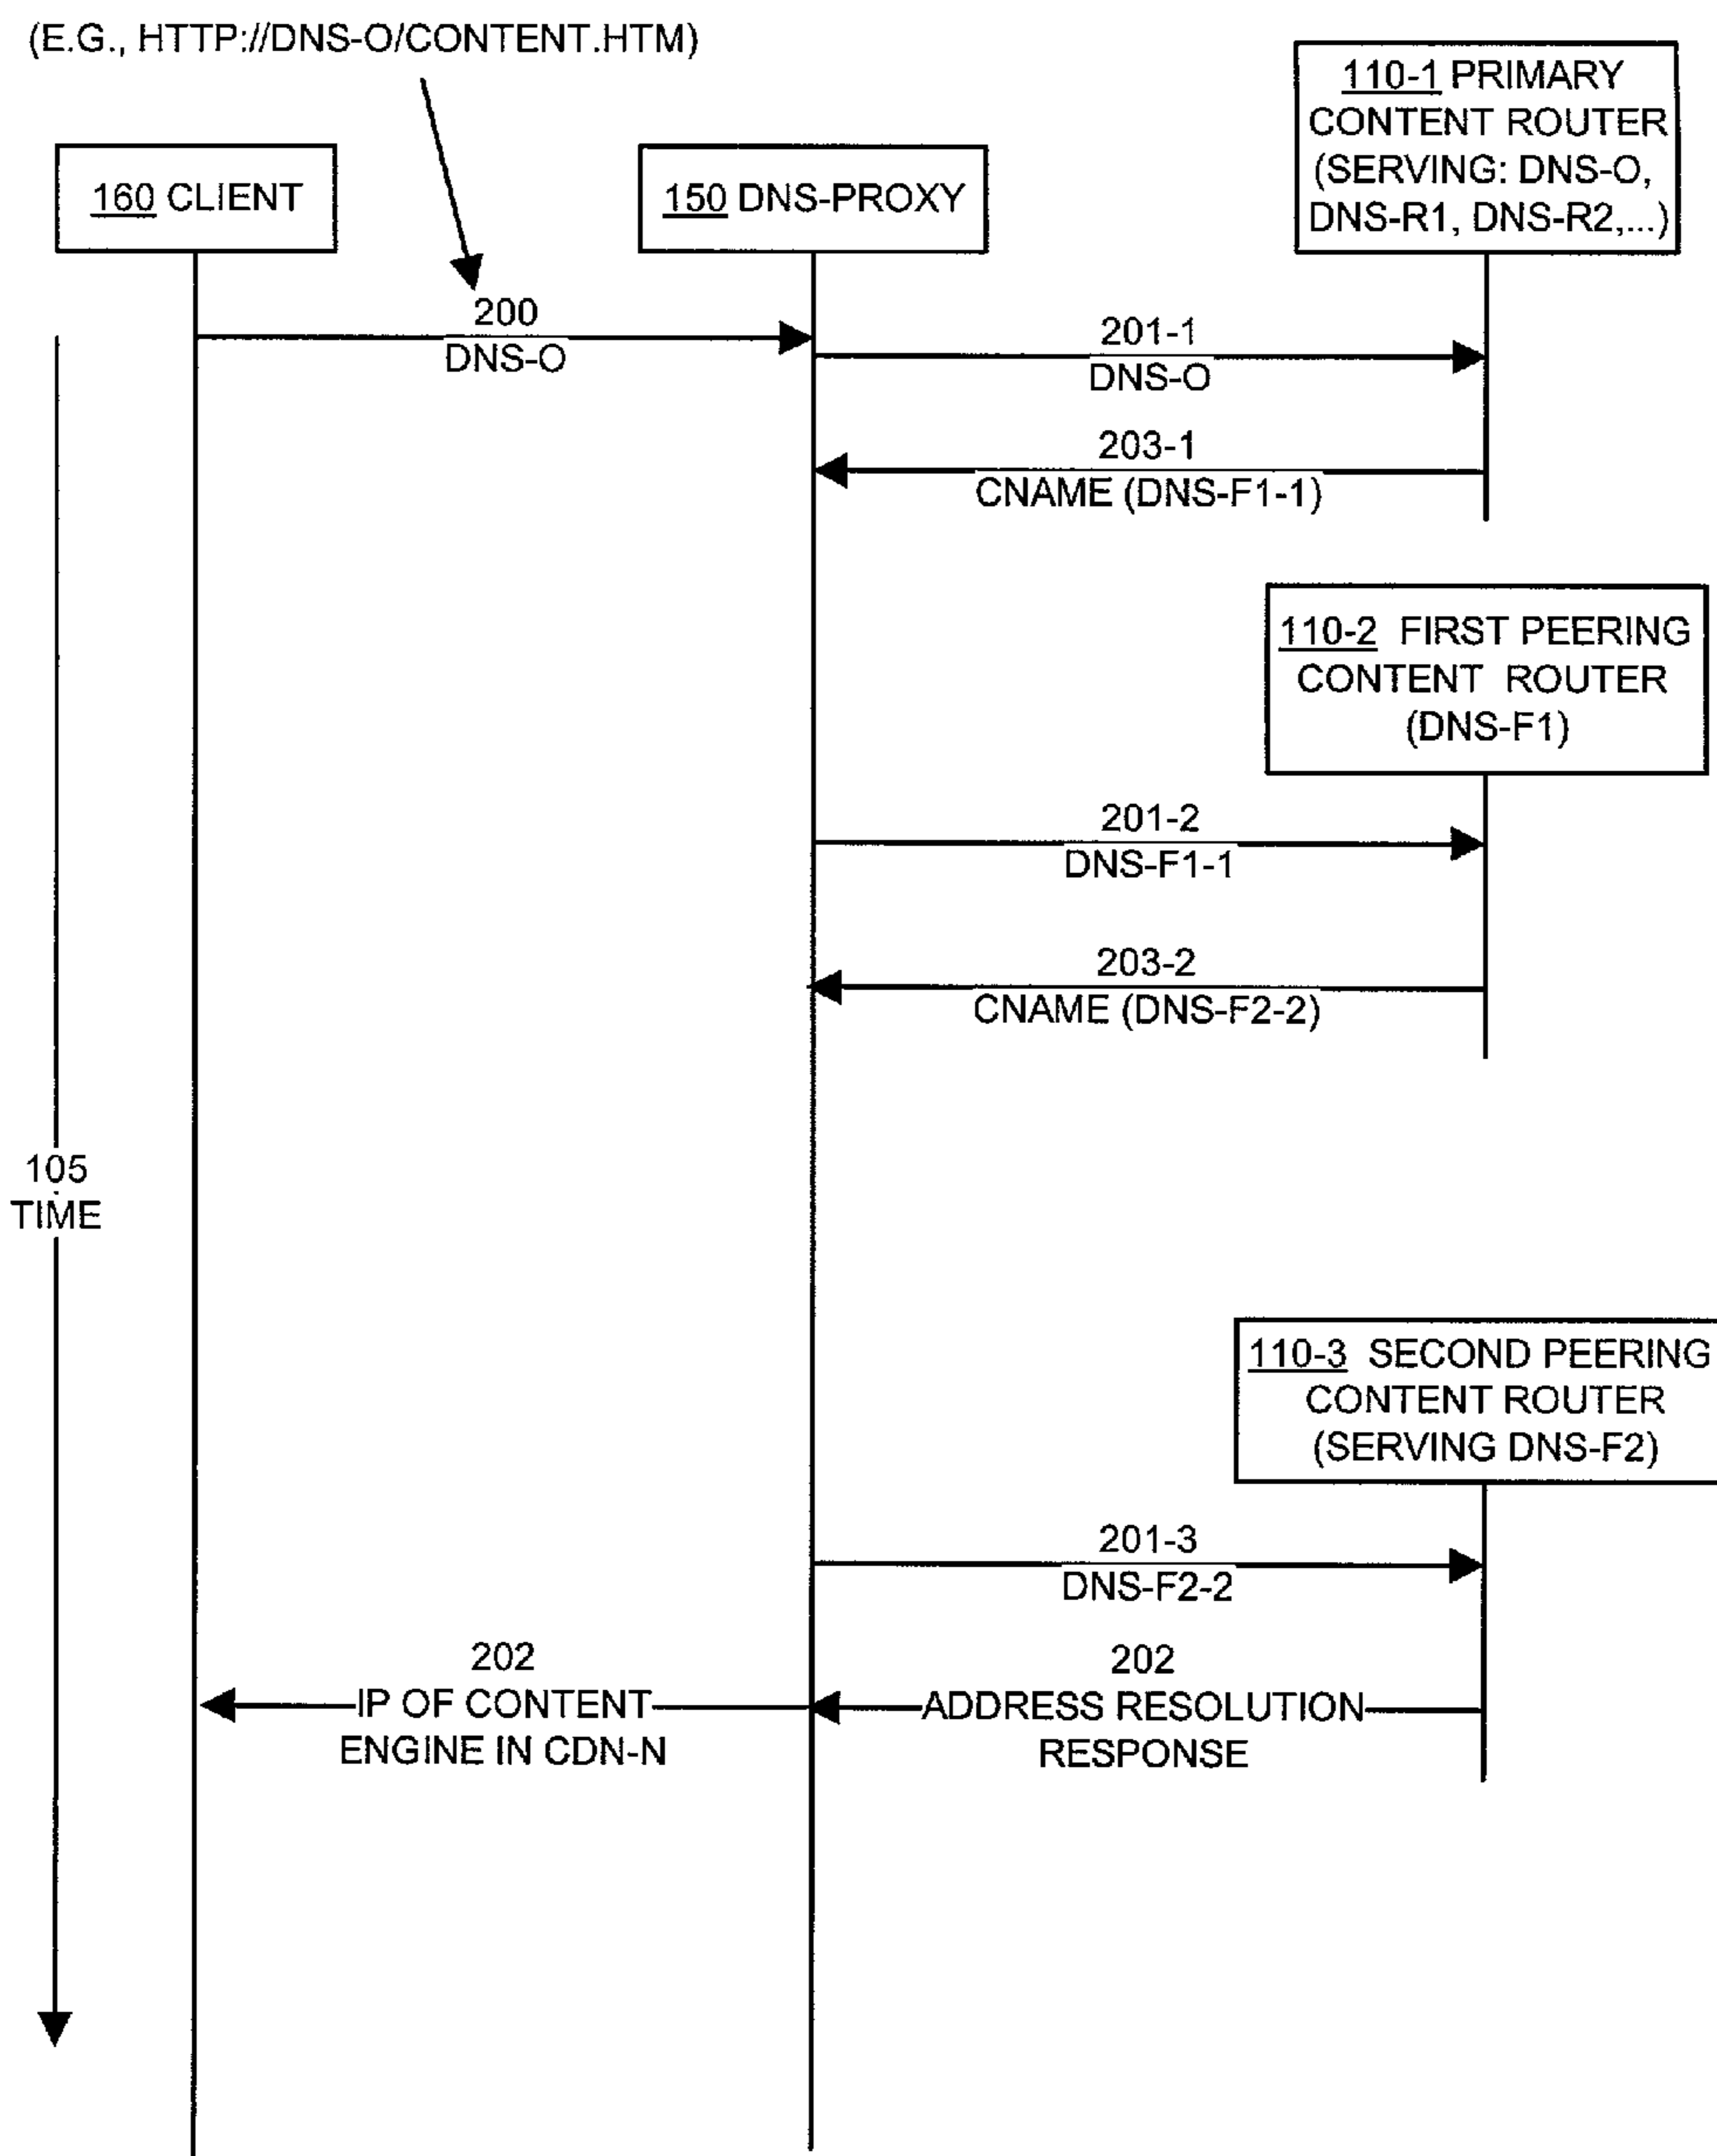 (E.G., HTTP://DNS-O/CONTENT.HTM)
110-1 PRIMARY
CONTENT ROUTER
(SERVING: DNS-O,
DNS-R1, DNS-R2,...)
160 CLIENT
150 DNS-PROXY
200
DNS-O
201-1
DNS-O
203-1
CNAME (DNS-F1-1)
110-2 FIRST PEERING
CONTENT ROUTER
(DNS-F1)
201-2
DNS-F1-1
203-2
CNAME (DNS-F2-2)
105
TIME
110-3 SECOND PEERING
CONTENT ROUTER
(SERVING DNS-F2)
201-3
DNS-F2-2
202
IP OF CONTENT
ENGINE IN CDN-N
202
ADDRESS RESOLUTION
RESPONSE